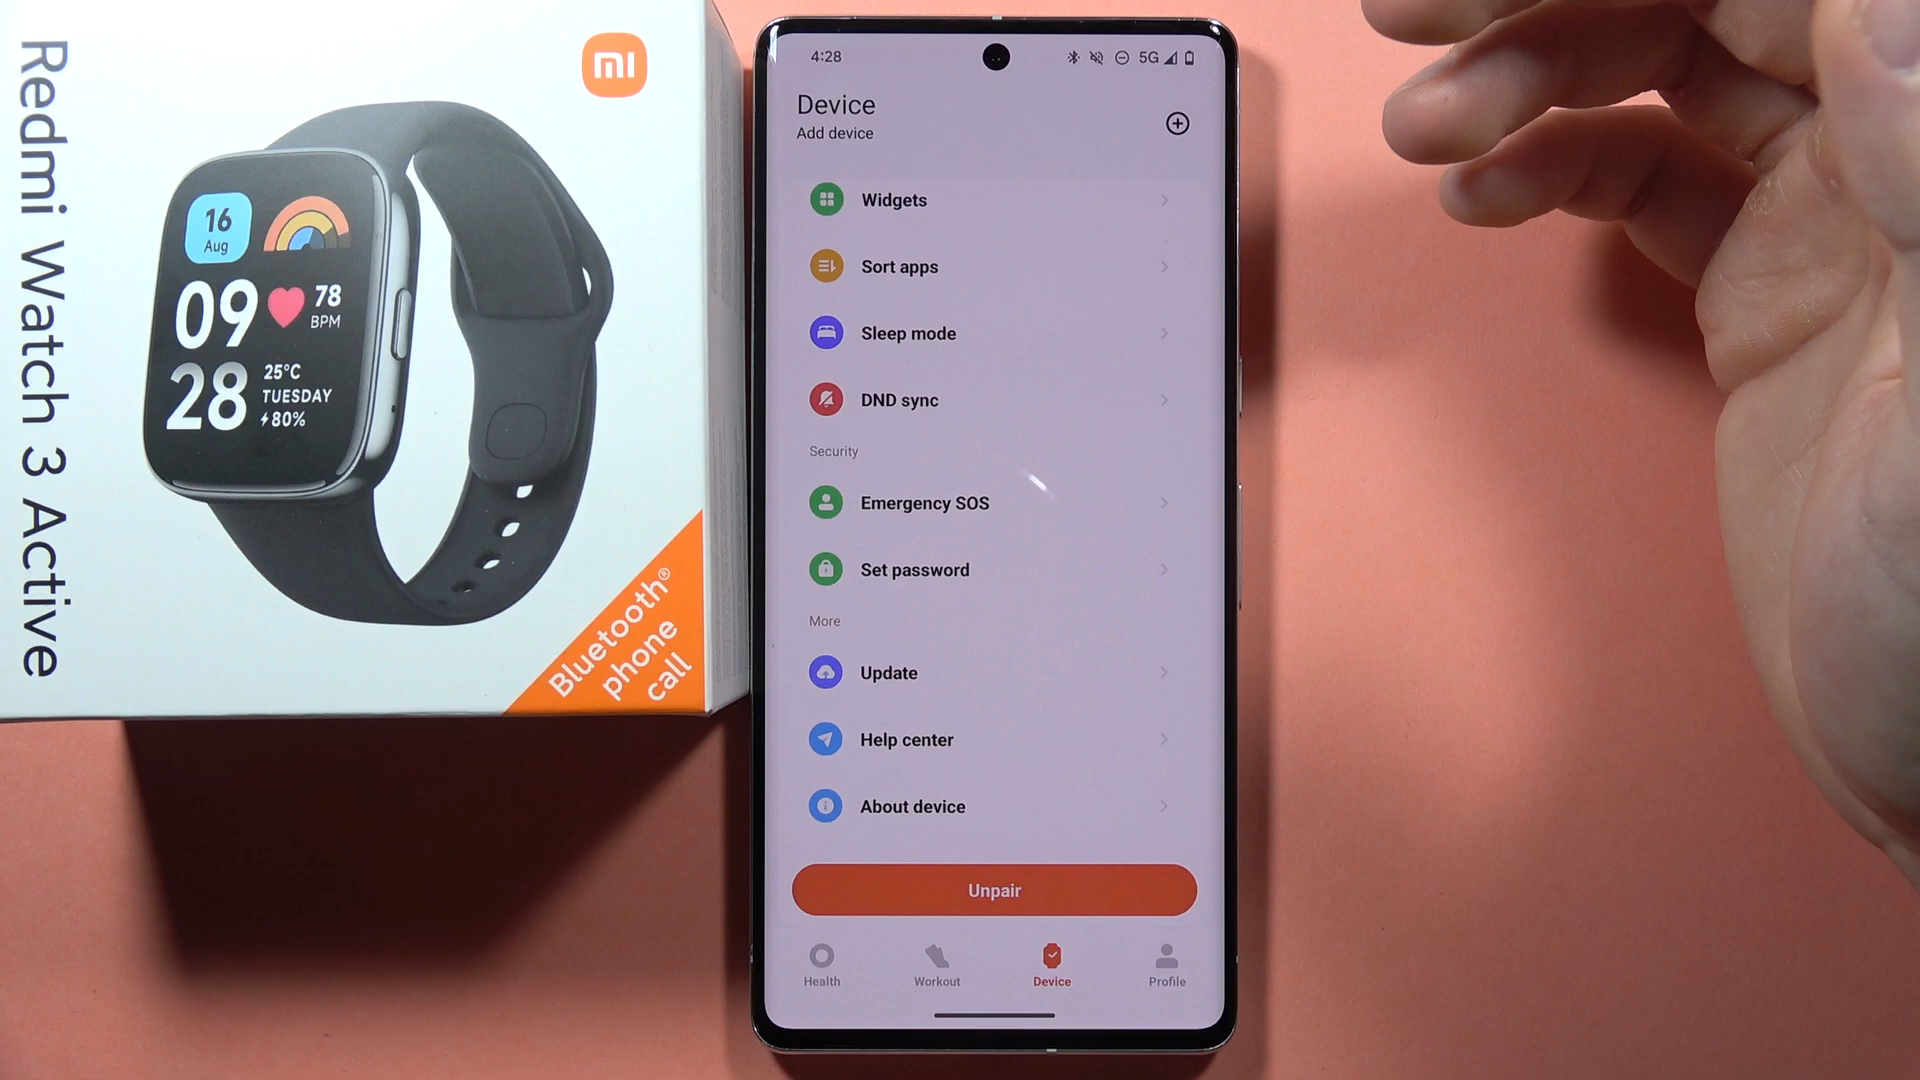 Redmi Watch 3 Active
mi
16
Aug
09
78
BPM
28
25°C
TUESDAY
80%
Bluetooth®
phone
call
4:28
5G
Device
Add device
Widgets
Sort apps
Sleep mode
DND sync
Security
Emergency SOS
Set password
More
Update
Help center
About device
Unpair
Health
Workout
Device
Profile